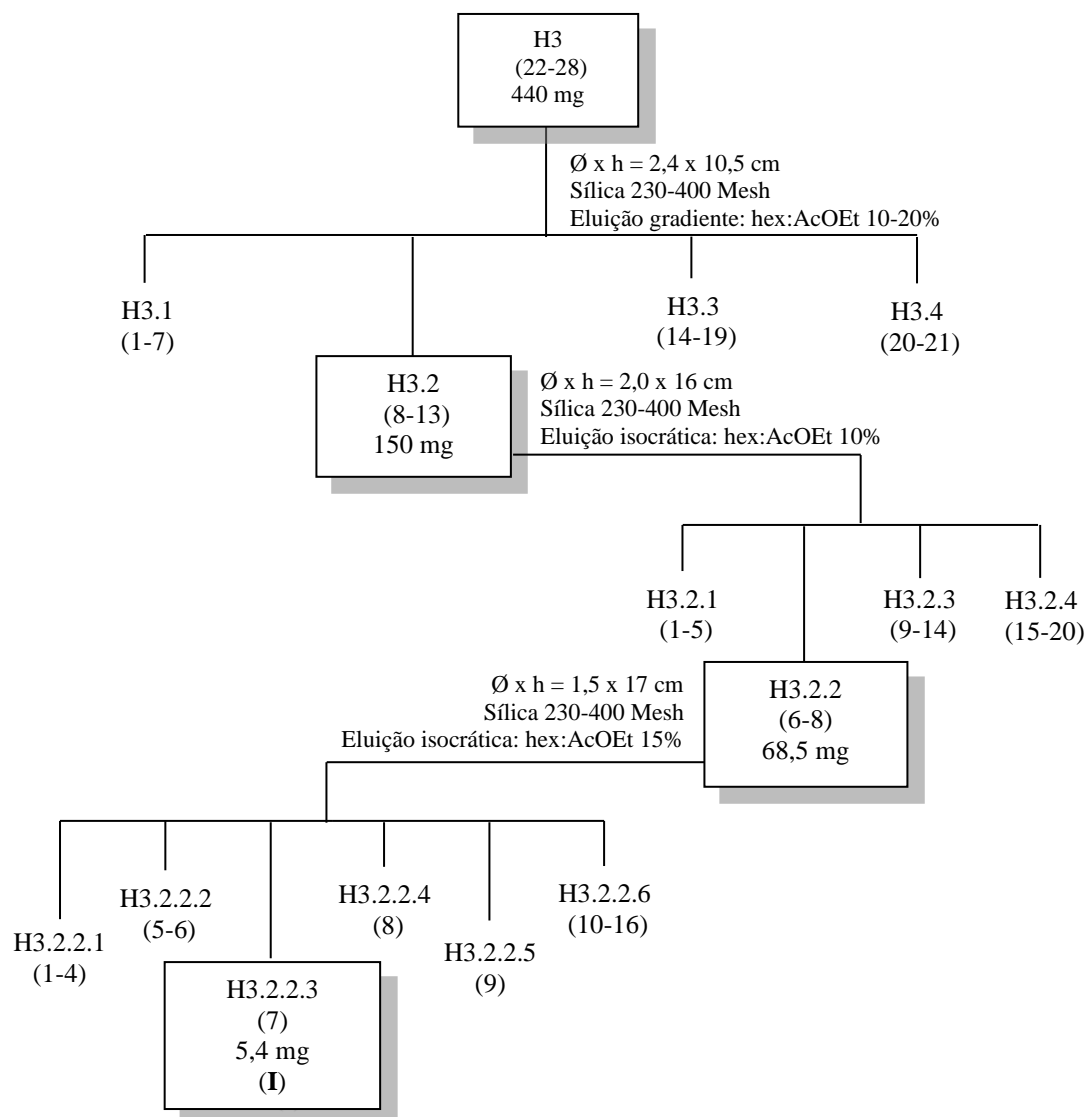 H3
(22-28)
440 mg
Ø x h = 2,4 x 10,5 cm
Sílica 230-400 Mesh
Eluição gradiente: hex:AcOEt 10-20%
H3.1
(1-7)
H3.3
(14-19)
H3.4
(20-21)
H3.2
(8-13)
150 mg
Ø x h = 2,0 x 16 cm
Sílica 230-400 Mesh
Eluição isocrática: hex:AcOEt 10%
H3.2.1
(1-5)
H3.2.3
(9-14)
H3.2.4
(15-20)
H3.2.2
(6-8)
68,5 mg
Ø x h = 1,5 x 17 cm
Sílica 230-400 Mesh
Eluição isocrática: hex:AcOEt 15%
H3.2.2.1
(1-4)
H3.2.2.2
(5-6)
H3.2.2.4
(8)
H3.2.2.5
(9)
H3.2.2.6
(10-16)
H3.2.2.3
(7)
5,4 mg
(I)